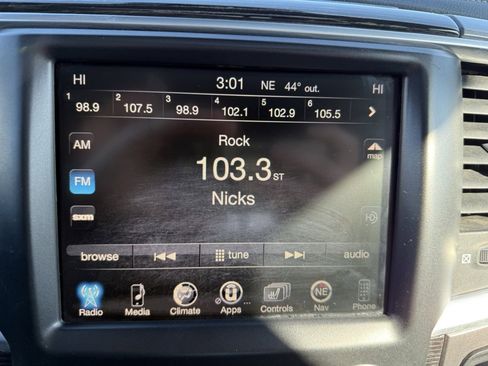 HI 3:01 NE 44° out. HI
1 98.9 2 107.5 3 98.9 4 102.1 5 102.9 6 105.5
AM Rock map
FM 103.3 ST
sxm Nicks HD
browse tune audio
Radio Media Climate Apps... Controls NE Nav Phone